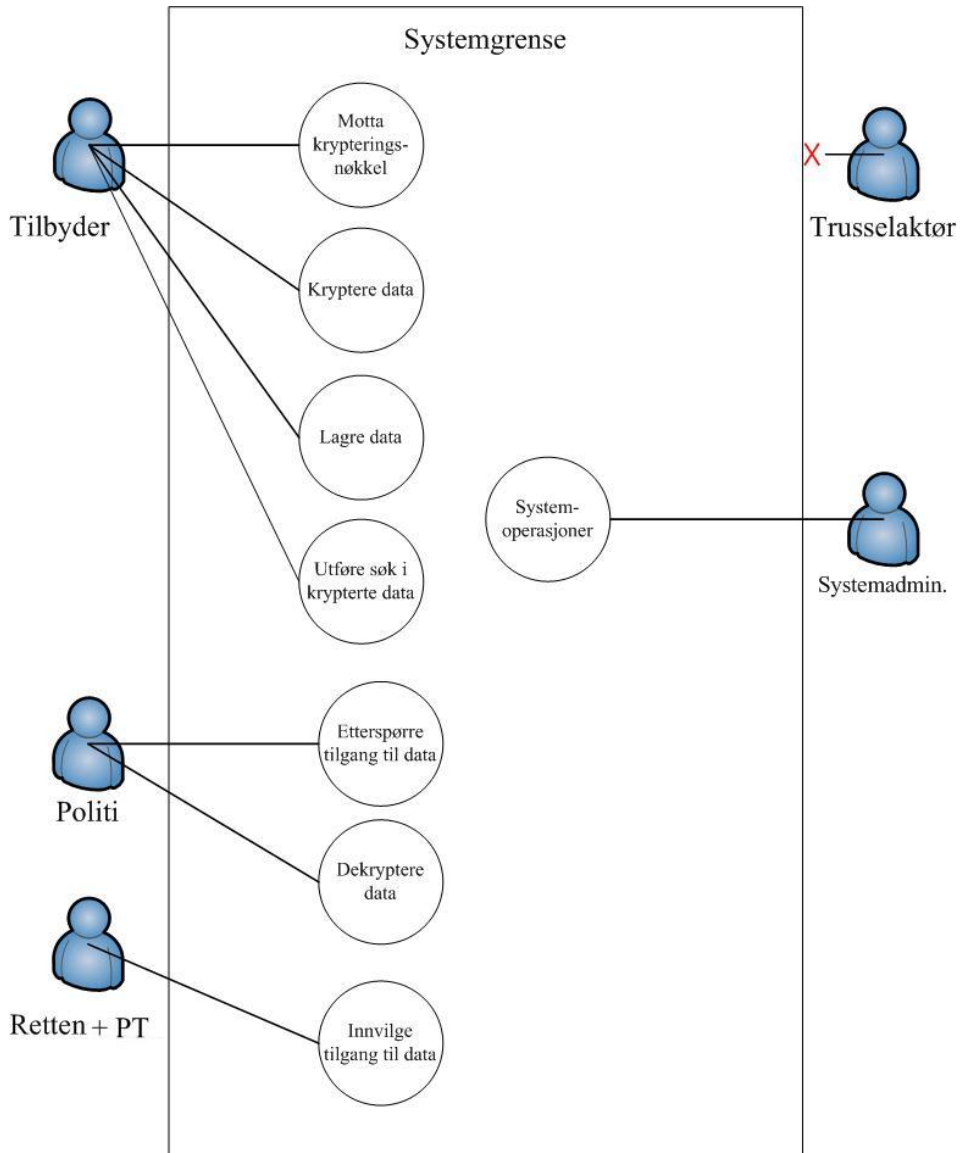 Systemgrense
Motta
krypterings-
nøkkel
Tilbyder
Trusselaktør
Kryptere data
Lagre data
System-
operasjoner
Utføre søk i
krypterte data
Systemadmin.
Etterspørre
tilgang til data
Politi
Dekryptere
data
Retten + PT
Innvilge
tilgang til data